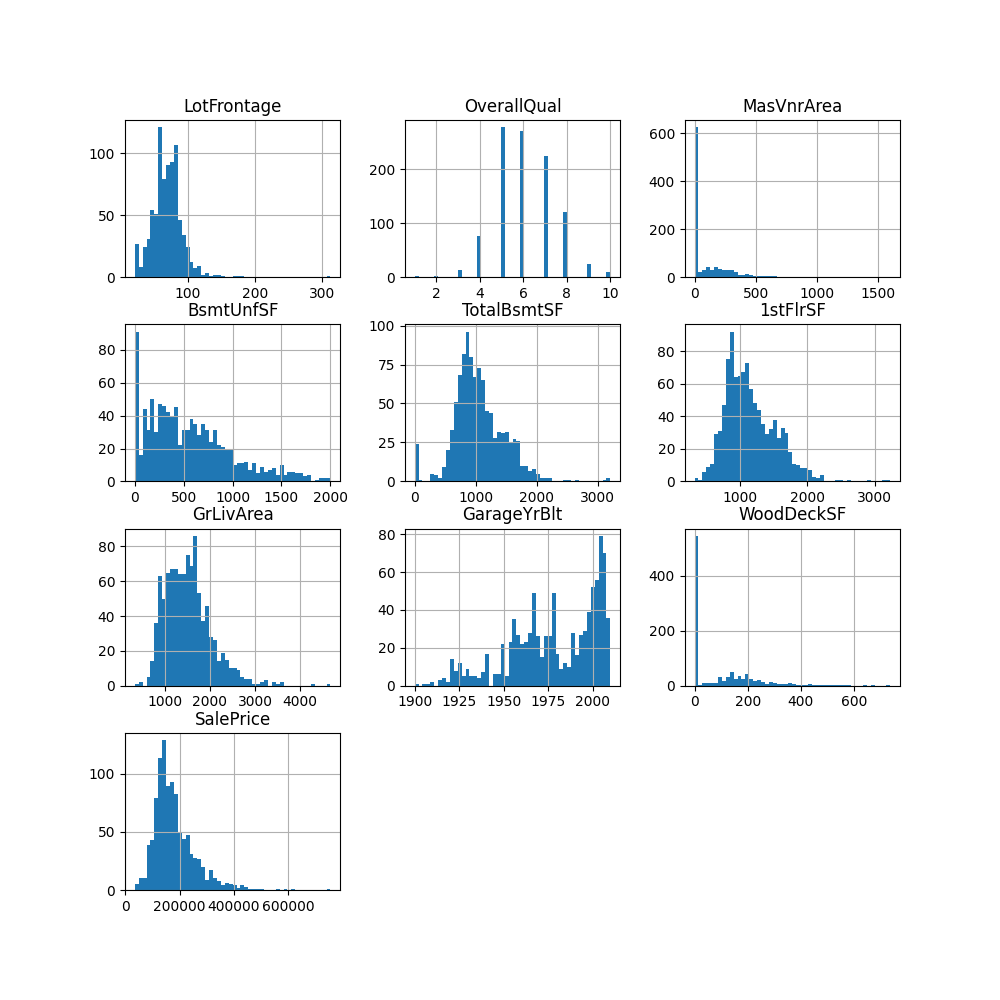 LotFrontage OverallQual MasVnrArea
100
50
0
100 200 300
200
100
0
2 4 6 8 10
600
400
200
0
0 500 1000 1500
BsmtUnfSF TotalBsmtSF 1stFlrSF
80
60
40
20
0
0 500 1000 1500 2000
100
75
50
25
0
0 1000 2000 3000
80
60
40
20
0
1000 2000 3000
GrLivArea GarageYrBlt WoodDeckSF
80
60
40
20
0
1000 2000 3000 4000
80
60
40
20
0
1900 1925 1950 1975 2000
400
200
0
0 200 400 600
SalePrice
100
50
0
0 200000 400000 600000